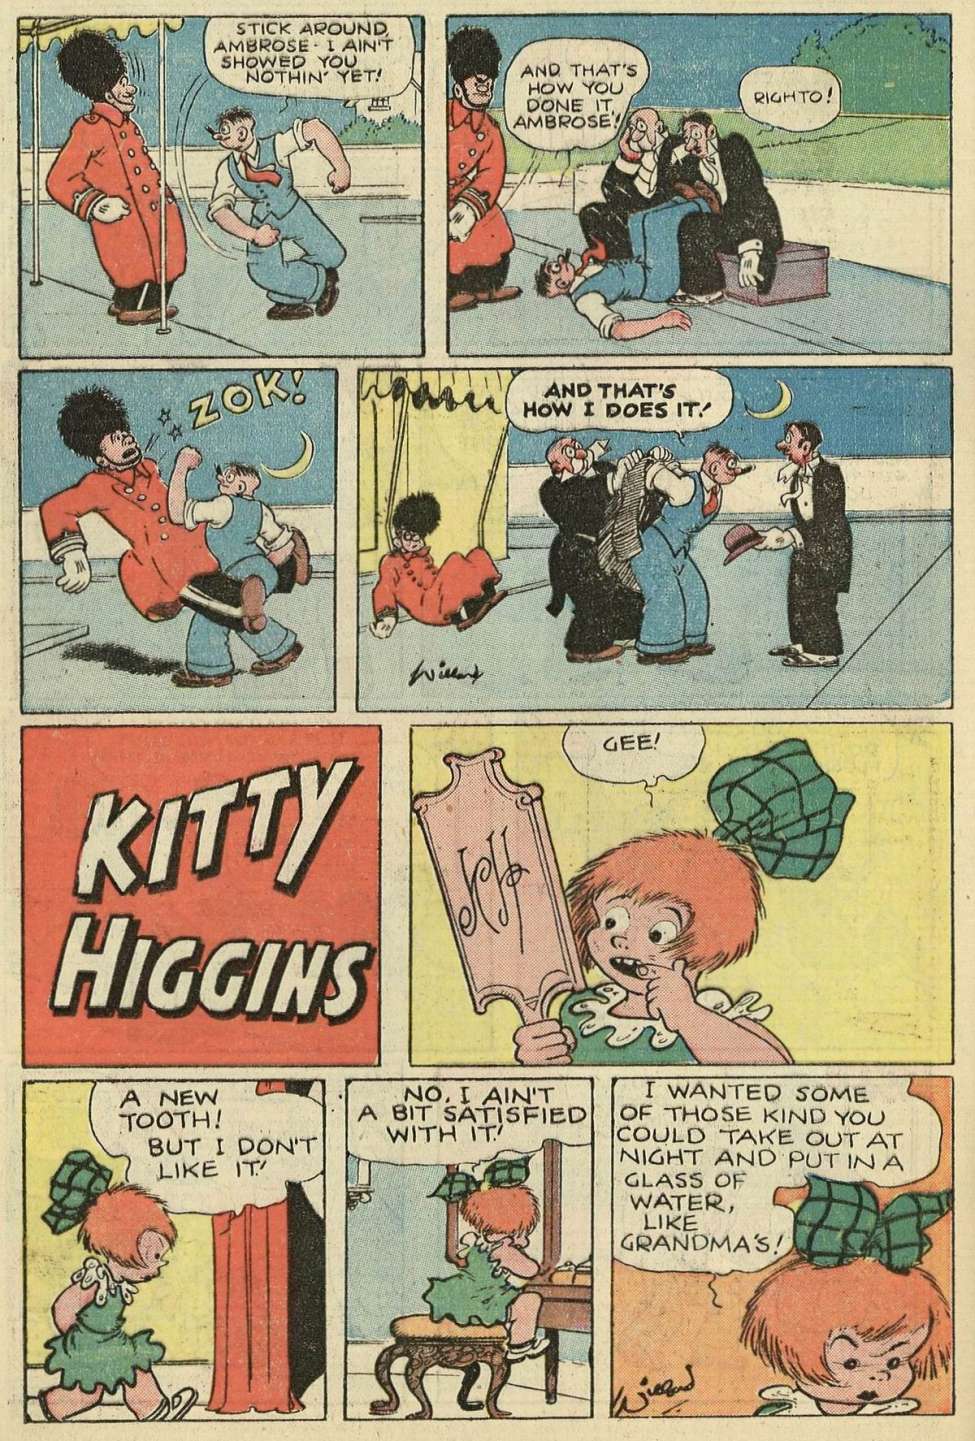 STICK AROUND,
AMBROSE - I AIN'T
SHOWED YOU
NOTHIN' YET!
AND THAT'S
HOW YOU
DONE IT,
AMBROSE!
RIGHTO!
ZOK!
AND THAT'S
HOW I DOES IT!
Willard
KITTY
HIGGINS
GEE!
KH
A NEW
TOOTH!
BUT I DON'T
LIKE IT!
NO, I AIN'T
A BIT SATISFIED
WITH IT!
I WANTED SOME
OF THOSE KIND YOU
COULD TAKE OUT AT
NIGHT AND PUT IN A
GLASS OF
WATER,
LIKE
GRANDMA'S!
Willard